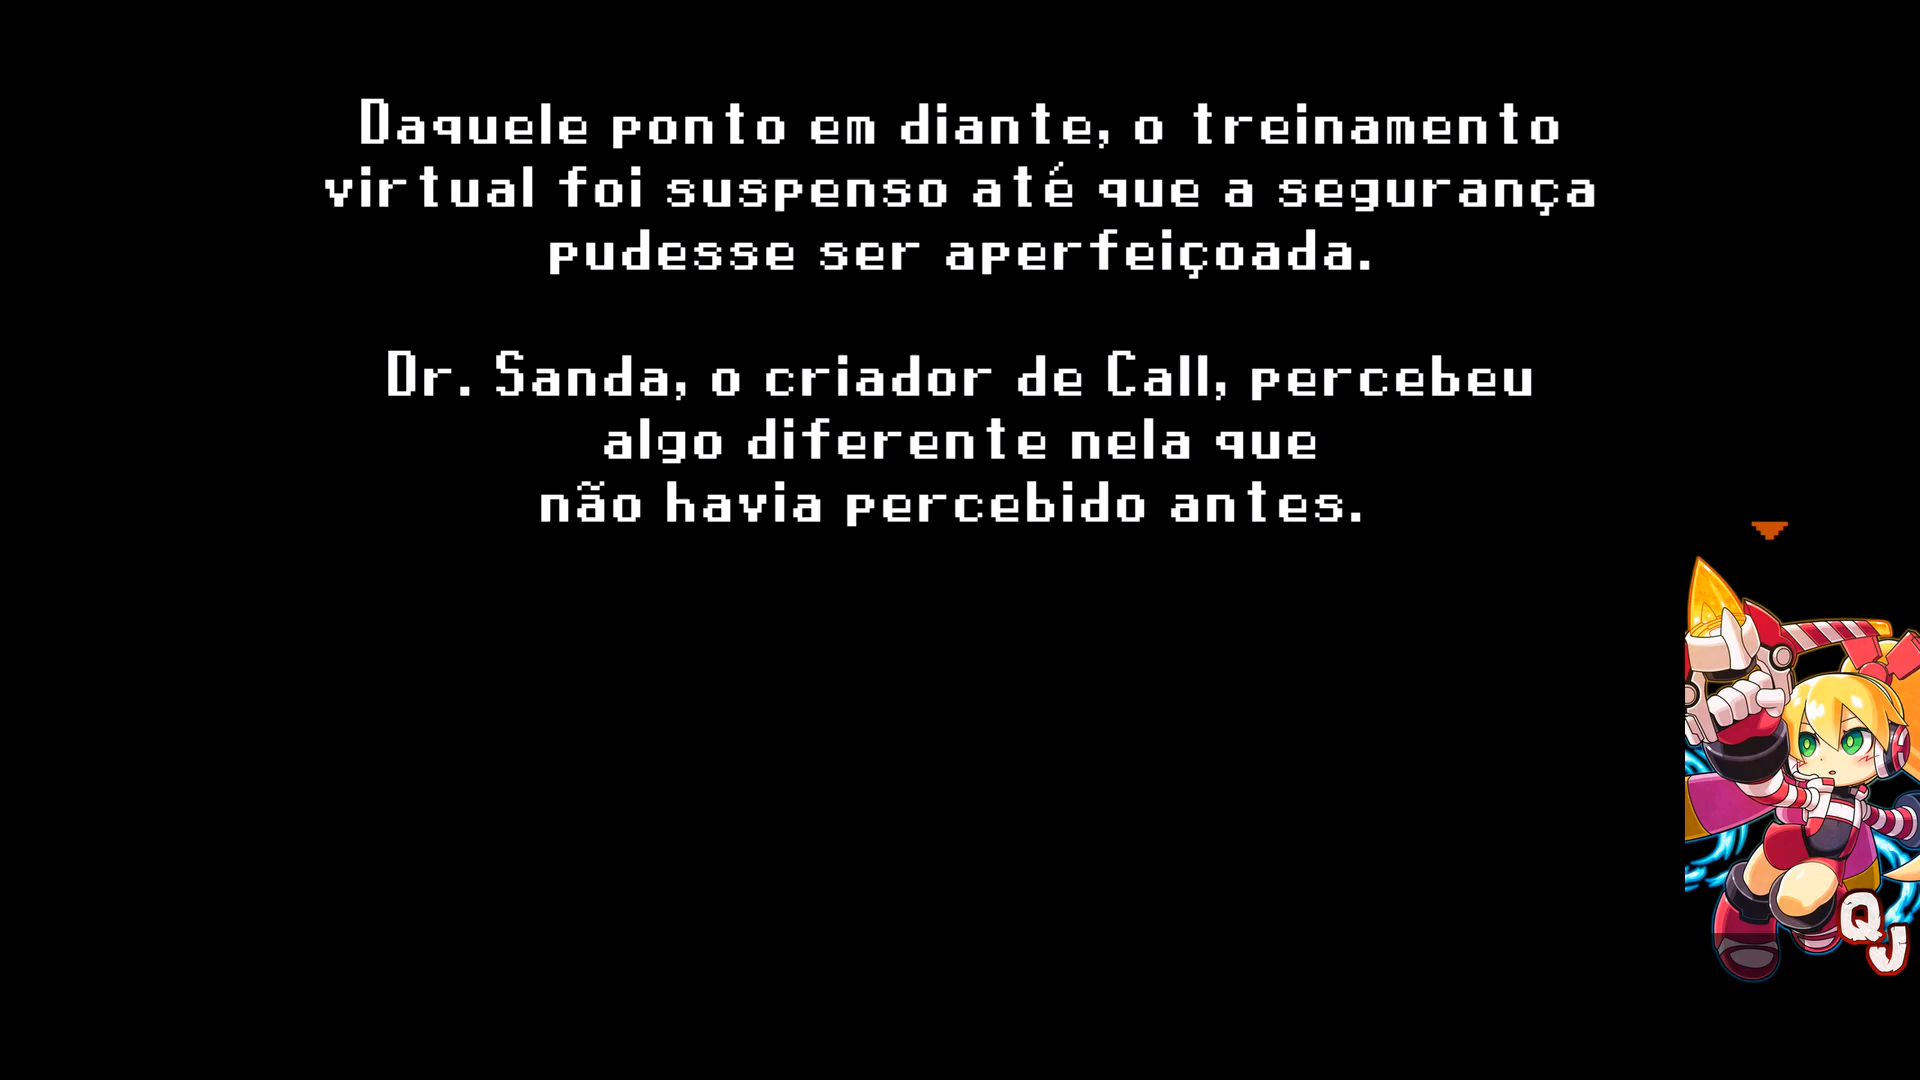 Daquele ponto em diante, o treinamento
virtual foi suspenso até que a segurança
pudesse ser aperfeiçoada.
Dr. Sanda, o criador de Call, percebeu
algo diferente nela que
não havia percebido antes.
QJ